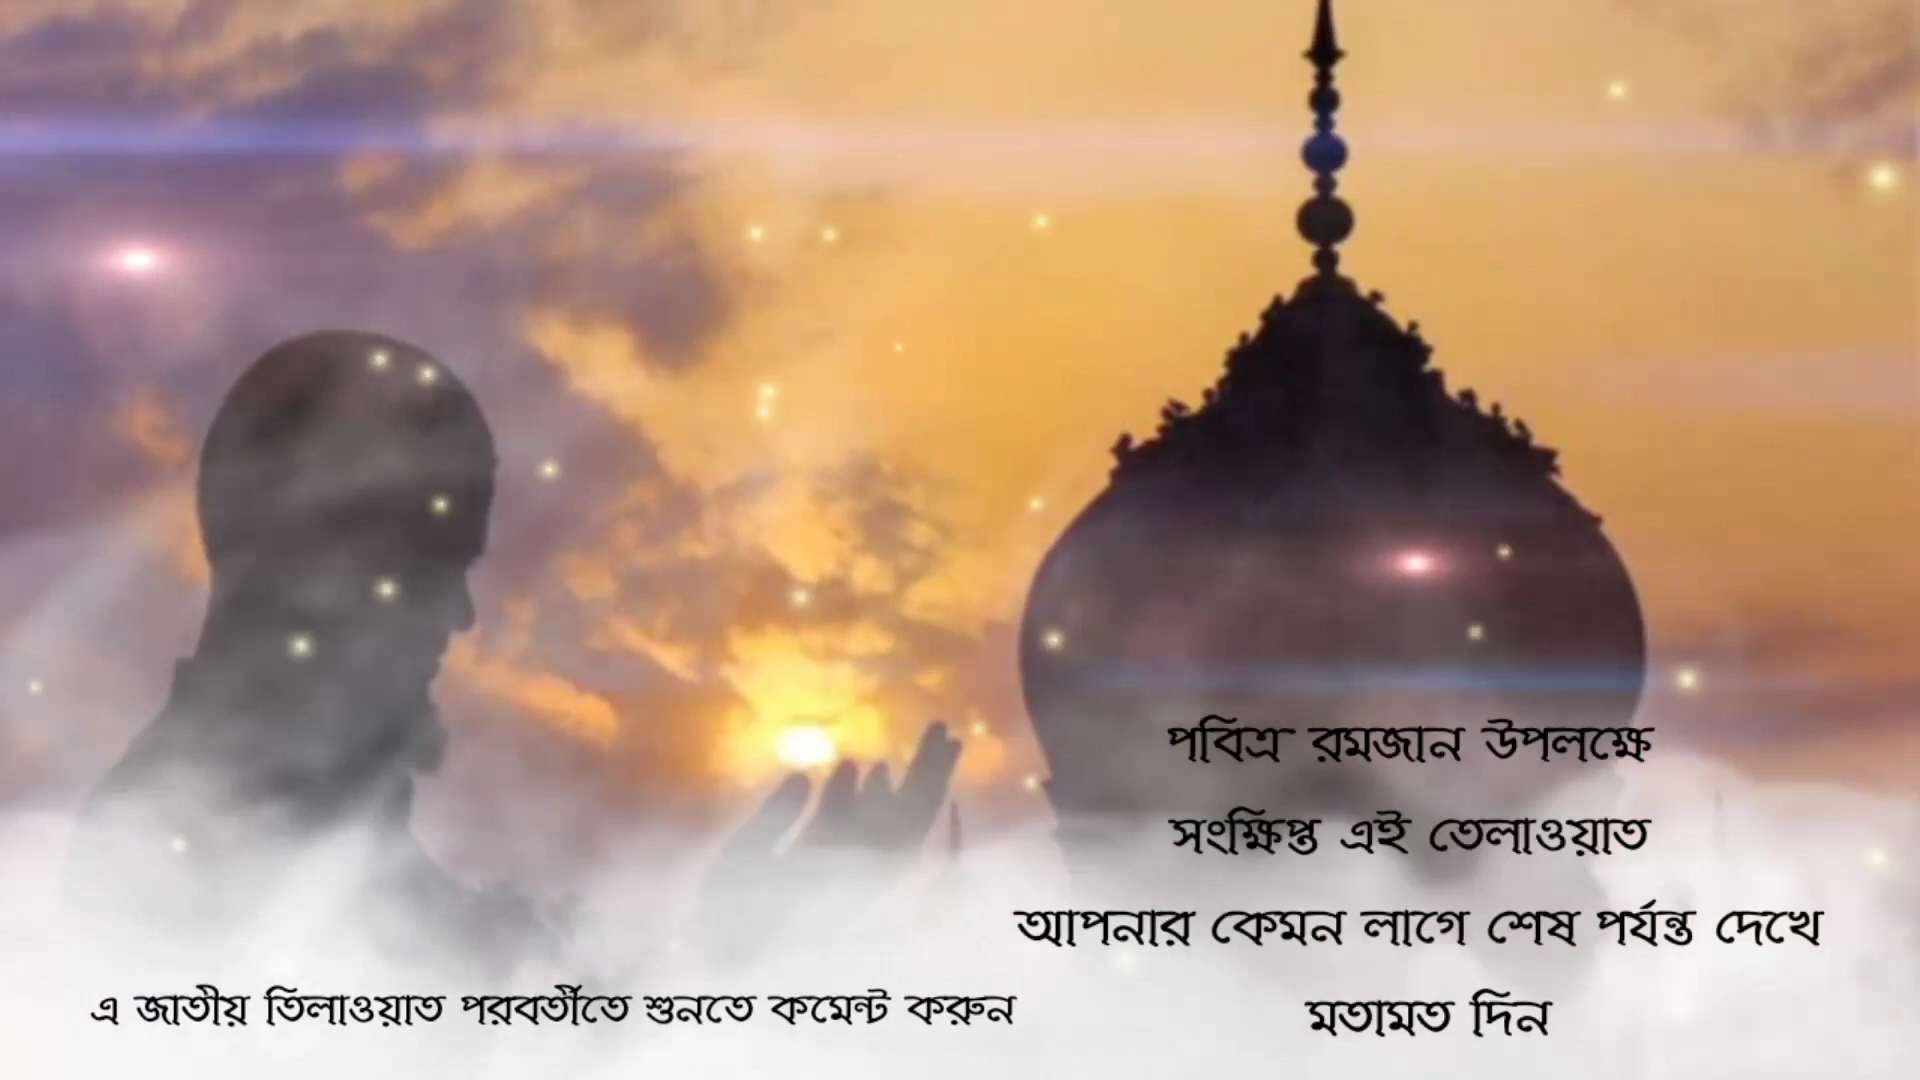 পবিত্র রমজান উপলক্ষে
সংক্ষিপ্ত এই তেলাওয়াত
আপনার কেমন লাগে শেষ পর্যন্ত দেখে
মতামত দিন
এ জাতীয় তিলাওয়াত পরবর্তীতে শুনতে কমেন্ট করুন